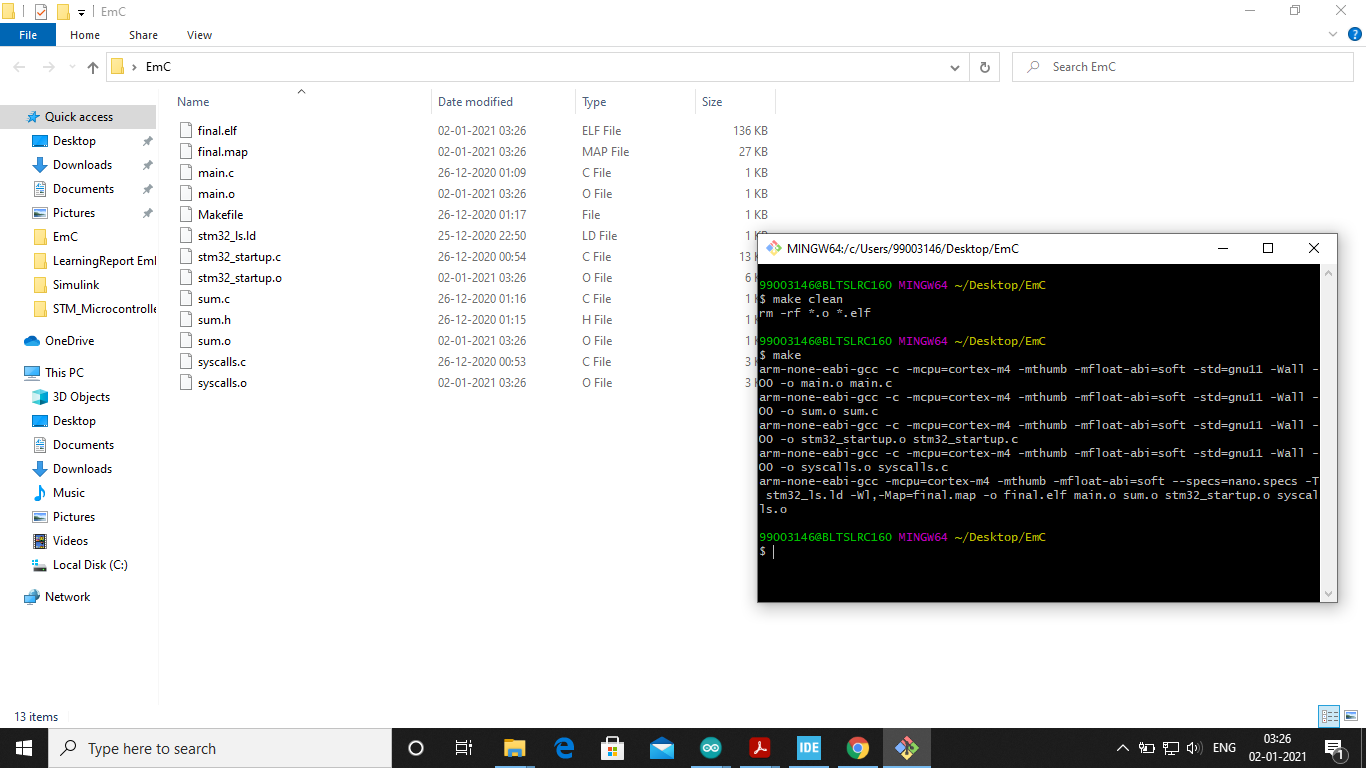 EmC
File Home Share View
EmC
Search EmC
Name Date modified Type Size
final.elf 02-01-2021 03:26 ELF File 136 KB
final.map 02-01-2021 03:26 MAP File 27 KB
main.c 26-12-2020 01:09 C File 1 KB
main.o 02-01-2021 03:26 O File 1 KB
Makefile 26-12-2020 01:17 File 1 KB
stm32_ls.ld 25-12-2020 22:50 LD File 1 K
stm32_startup.c 26-12-2020 00:54 C File 13
stm32_startup.o 02-01-2021 03:26 O File 6
sum.c 26-12-2020 01:16 C File 1
sum.h 26-12-2020 01:15 H File 1
sum.o 02-01-2021 03:26 O File 1
syscalls.c 26-12-2020 00:53 C File 3
syscalls.o 02-01-2021 03:26 O File 3
Quick access
Desktop
Downloads
Documents
Pictures
EmC
LearningReport Eml
Simulink
STM_Microcontrolle
OneDrive
This PC
3D Objects
Desktop
Documents
Downloads
Music
Pictures
Videos
Local Disk (C:)
Network
13 items
MINGW64:/c/Users/99003146/Desktop/EmC
99003146@BLTSLRC160 MINGW64 ~/Desktop/EmC
$ make clean
rm -rf *.o *.elf
99003146@BLTSLRC160 MINGW64 ~/Desktop/EmC
$ make
arm-none-eabi-gcc -c -mcpu=cortex-m4 -mthumb -mfloat-abi=soft -std=gnu11 -Wall -
O0 -o main.o main.c
arm-none-eabi-gcc -c -mcpu=cortex-m4 -mthumb -mfloat-abi=soft -std=gnu11 -Wall -
O0 -o sum.o sum.c
arm-none-eabi-gcc -c -mcpu=cortex-m4 -mthumb -mfloat-abi=soft -std=gnu11 -Wall -
O0 -o stm32_startup.o stm32_startup.c
arm-none-eabi-gcc -c -mcpu=cortex-m4 -mthumb -mfloat-abi=soft -std=gnu11 -Wall -
O0 -o syscalls.o syscalls.c
arm-none-eabi-gcc -mcpu=cortex-m4 -mthumb -mfloat-abi=soft --specs=nano.specs -T
stm32_ls.ld -Wl,-Map=final.map -o final.elf main.o sum.o stm32_startup.o syscal
ls.o
99003146@BLTSLRC160 MINGW64 ~/Desktop/EmC
$
Type here to search
IDE
ENG
03:26
02-01-2021
1